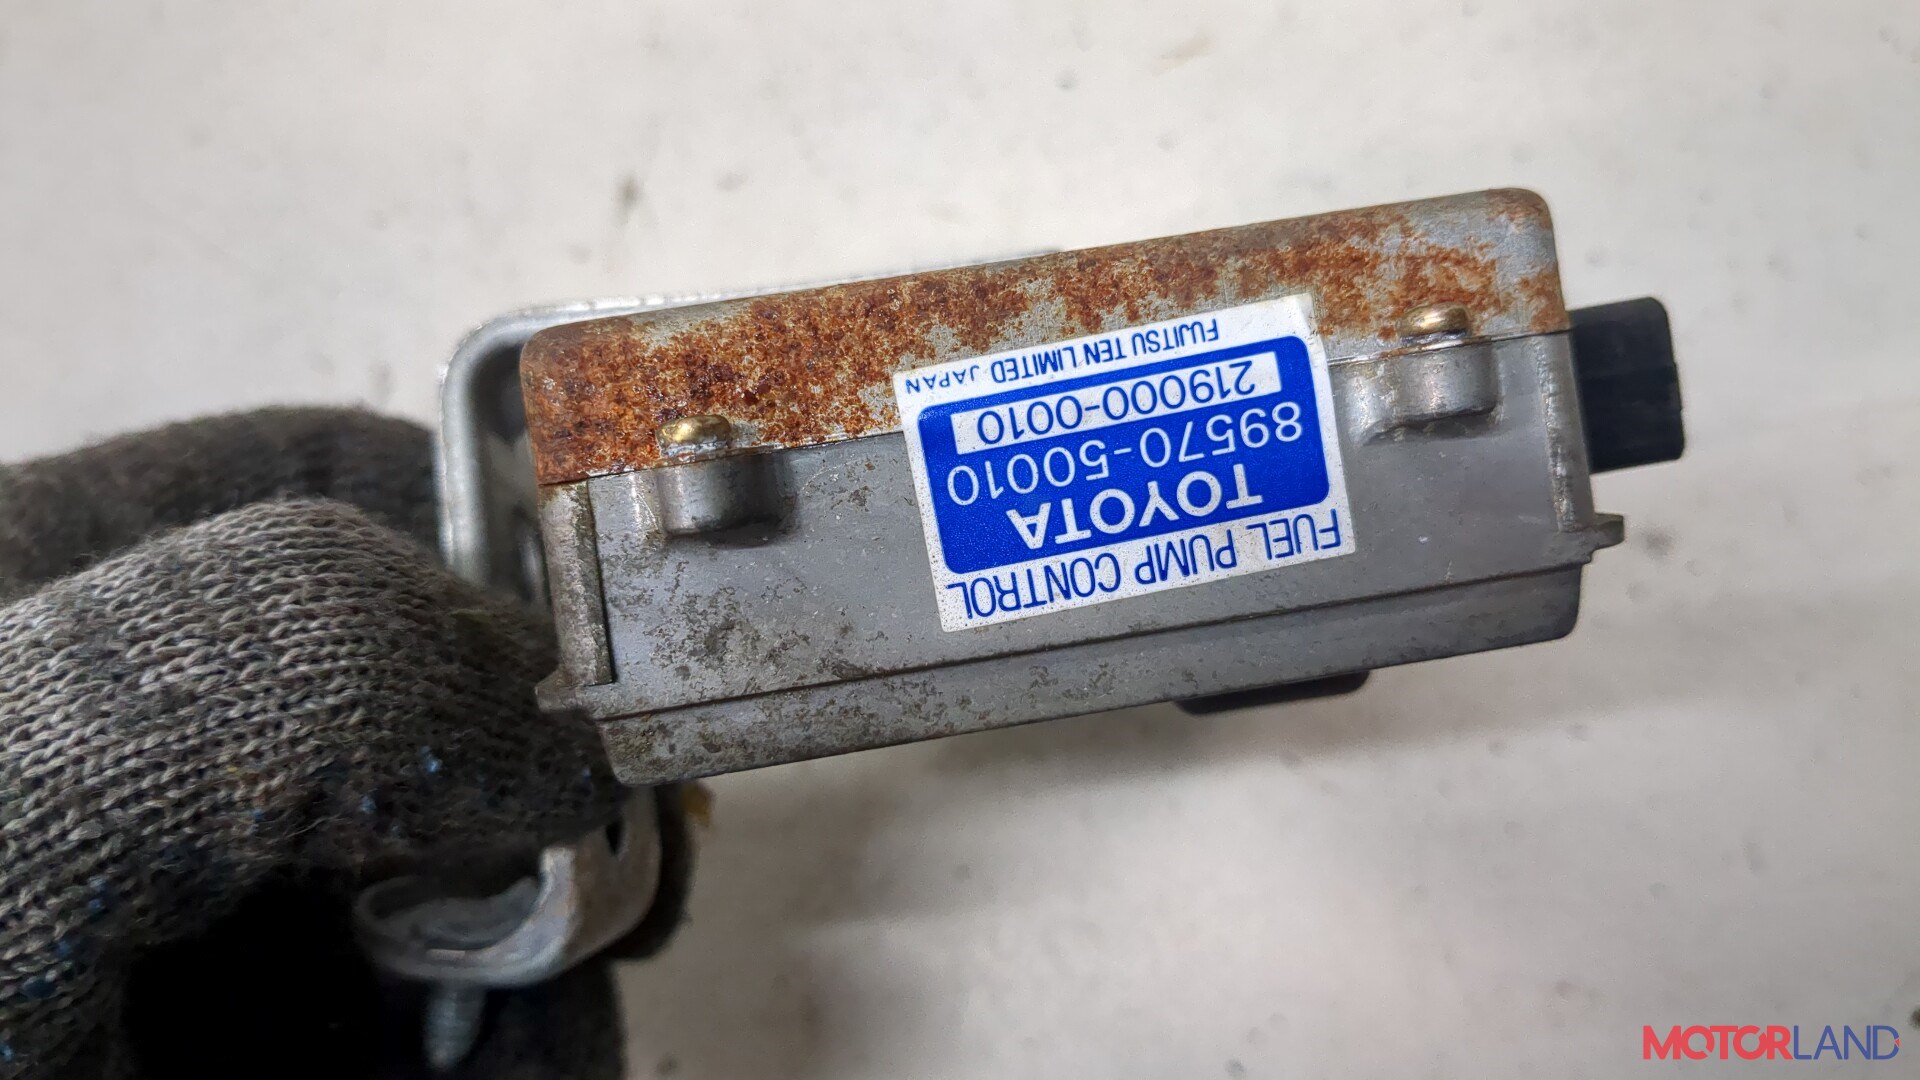 FUEL PUMP CONTROL
TOYOTA
89570-50010
219000-0010
FUJITSU TEN LIMITED JAPAN
MOTORLAND